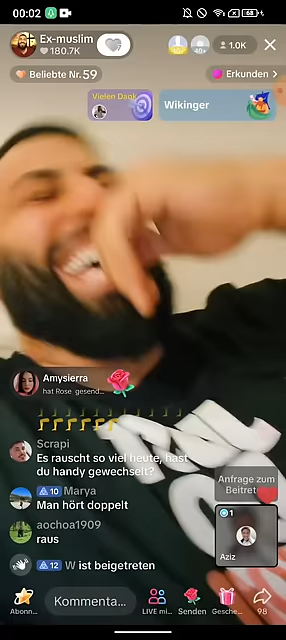 00:02
Ex-muslim
180.7K
40+
1.0K
Beliebte Nr.59
Erkunden
Vielen Dank
Wikinger
Amysierra
hat Rose gesend...
Scrapi
Es rauscht so viel heute, hast
du handy gewechselt?
10 Marya
Man hört doppelt
aochoa1909
raus
12 W ist beigetreten
Anfrage zum
Beitret
1
Aziz
Kommenta...
Abonn...
LIVE mi...
Senden
Gesche...
98